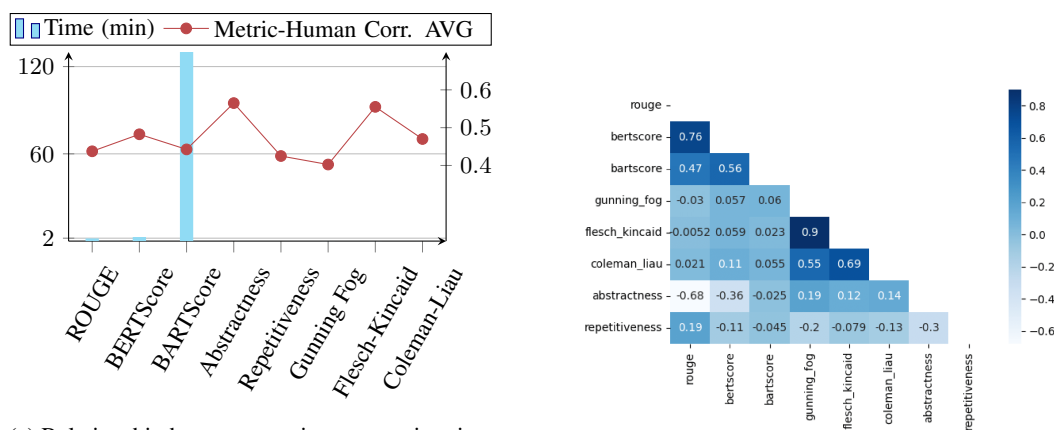 Time (min) Metric-Human Corr. AVG
120
60
2
0.6
0.5
0.4
ROUGE
BERTScore
BARTScore
Abstractness
Repetitiveness
Gunning Fog
Flesch-Kincaid
Coleman-Liau
rouge
bertscore 0.76
bartscore 0.47 0.56
gunning_fog -0.03 0.057 0.06
flesch_kincaid -0.0052 0.059 0.023 0.9
coleman_liau 0.021 0.11 0.055 0.55 0.69
abstractness -0.68 -0.36 -0.025 0.19 0.12 0.14
repetitiveness 0.19 -0.11 -0.045 -0.2 -0.079 -0.13 -0.3
rouge
bertscore
bartscore
gunning_fog
flesch_kincaid
coleman_liau
abstractness
repetitiveness
0.8
0.6
0.4
0.2
0.0
-0.2
-0.4
-0.6